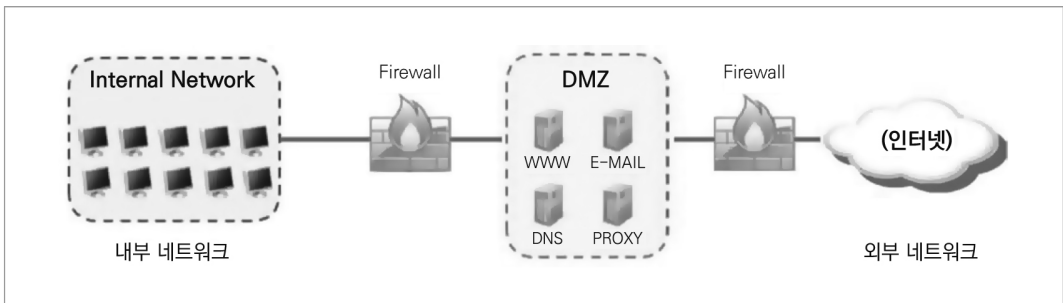 Internal Network
Firewall
DMZ
Firewall
WWW
E-MAIL
(인터넷)
DNS
PROXY
내부 네트워크
외부 네트워크